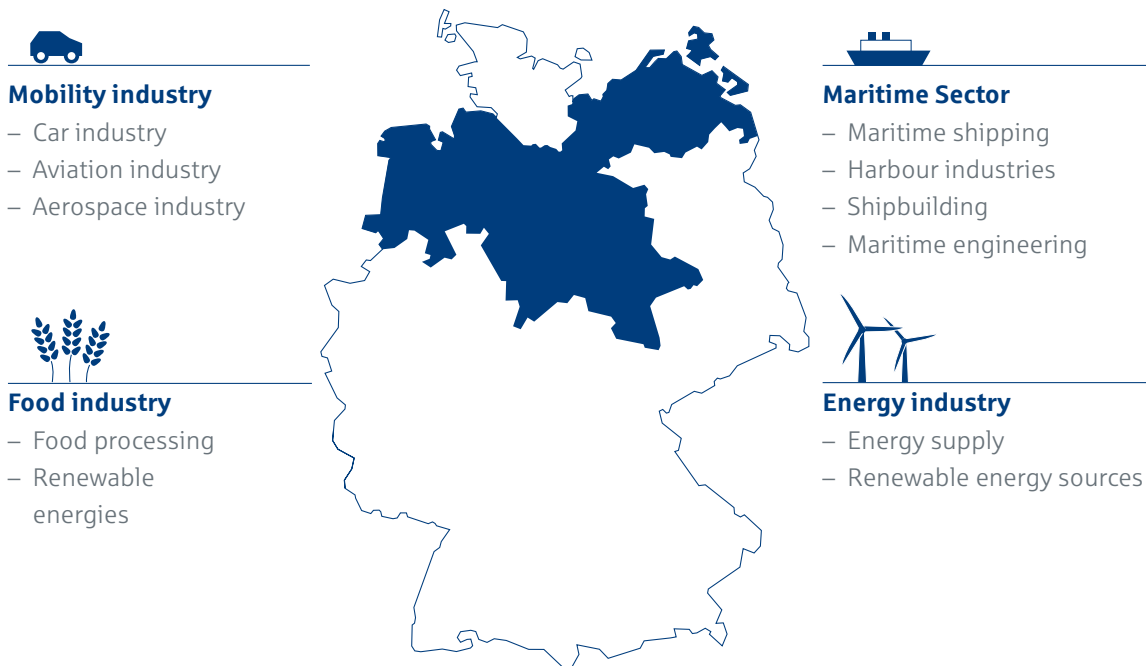 Mobility industry
– Car industry
– Aviation industry
– Aerospace industry
Food industry
– Food processing
– Renewable
energies
Maritime Sector
– Maritime shipping
– Harbour industries
– Shipbuilding
– Maritime engineering
Energy industry
– Energy supply
– Renewable energy sources